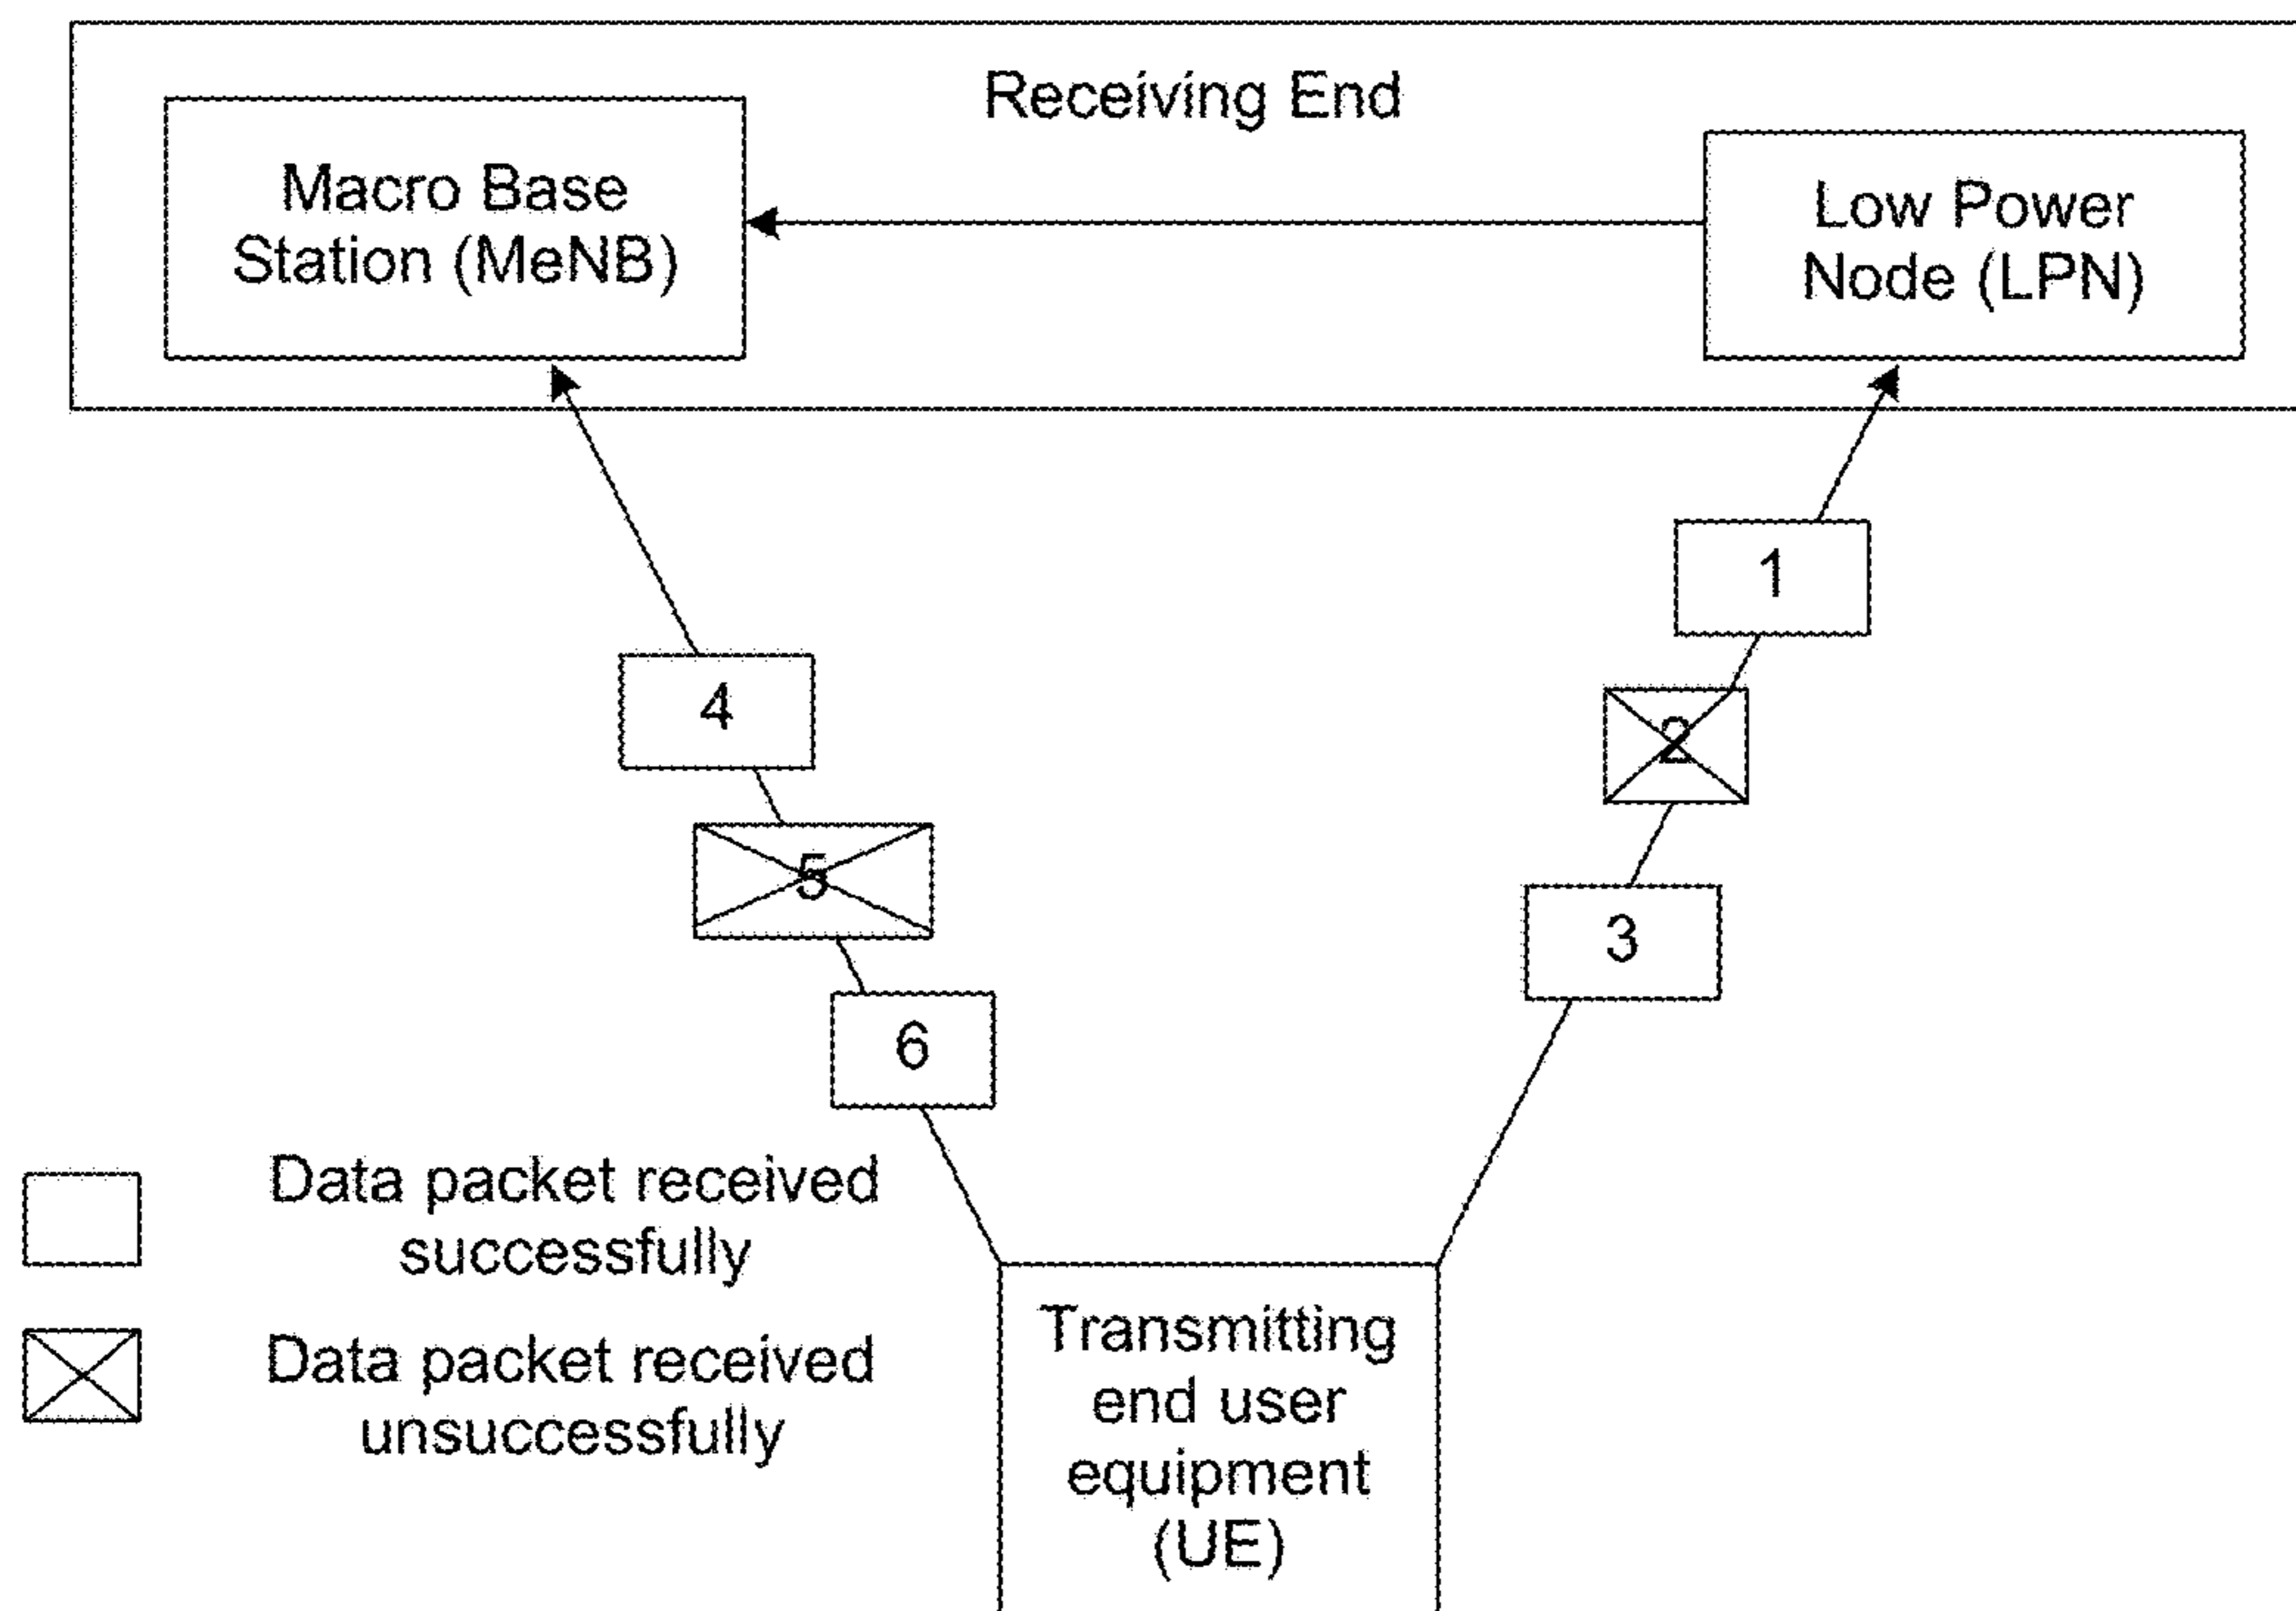 Receiving End
Macro Base
Station (MeNB)
Low Power
Node (LPN)
1
4
2
5
3
6
Data packet received
successfully
Data packet received
unsuccessfully
Transmitting
end user
equipment
(UE)